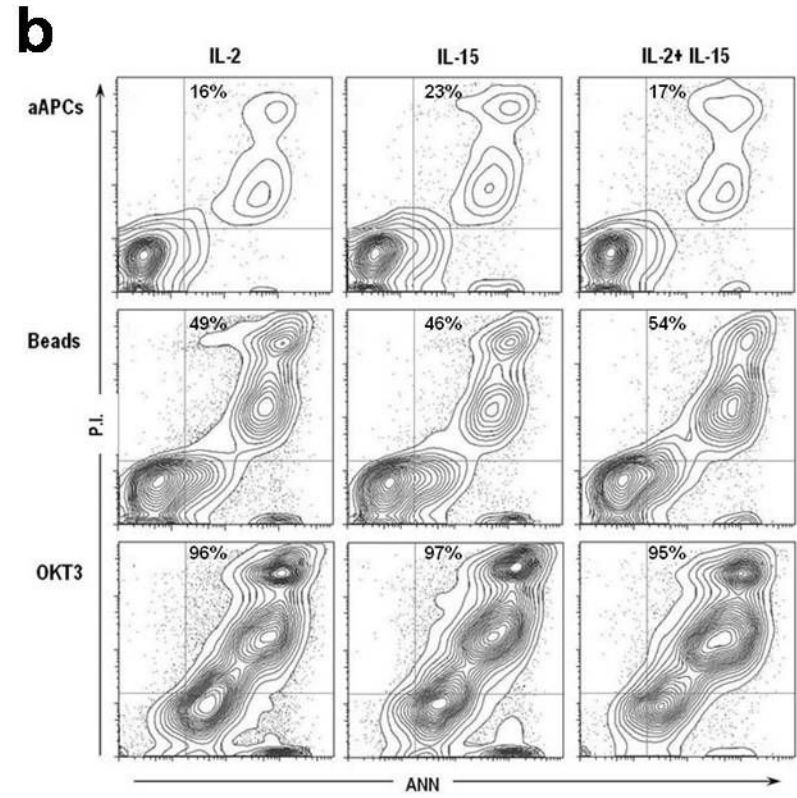 b
IL-2 IL-15 IL-2+ IL-15
aAPCs 16% 23% 17%
Beads 49% 46% 54%
P.I.
OKT3 96% 97% 95%
ANN